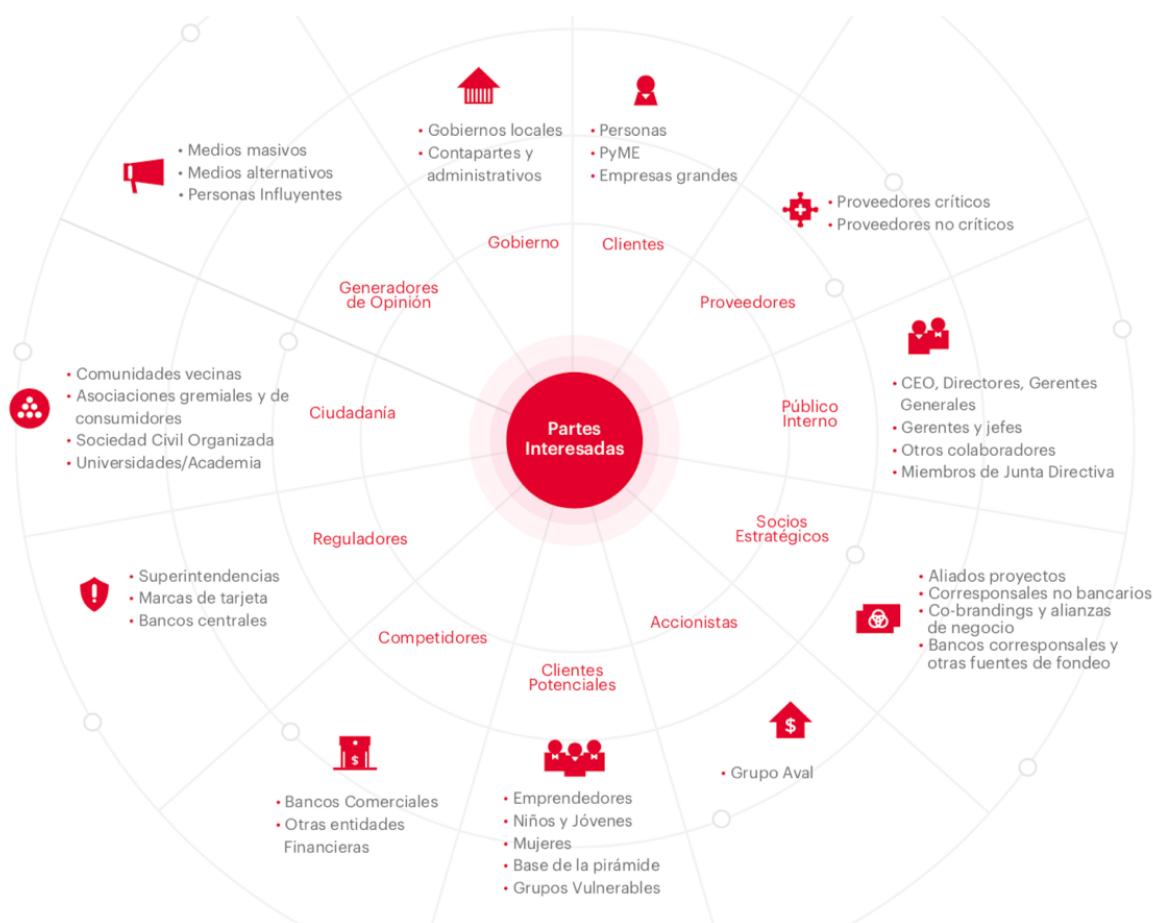 Partes
Interesadas
Gobierno
• Gobiernos locales
• Contapartes y
administrativos
Clientes
• Personas
• PyME
• Empresas grandes
Proveedores
• Proveedores críticos
• Proveedores no críticos
Público
Interno
• CEO, Directores, Gerentes
Generales
• Gerentes y jefes
• Otros colaboradores
• Miembros de Junta Directiva
Socios
Estratégicos
• Aliados proyectos
• Corresponsales no bancarios
• Co-brandings y alianzas
de negocio
• Bancos corresponsales y
otras fuentes de fondeo
Accionistas
$
• Grupo Aval
Clientes
Potenciales
• Emprendedores
• Niños y Jóvenes
• Mujeres
• Base de la pirámide
• Grupos Vulnerables
Competidores
$
• Bancos Comerciales
• Otras entidades
Financieras
Reguladores
• Superintendencias
• Marcas de tarjeta
• Bancos centrales
Ciudadanía
• Comunidades vecinas
• Asociaciones gremiales y de
consumidores
• Sociedad Civil Organizada
• Universidades/Academia
Generadores
de Opinión
• Medios masivos
• Medios alternativos
• Personas Influyentes